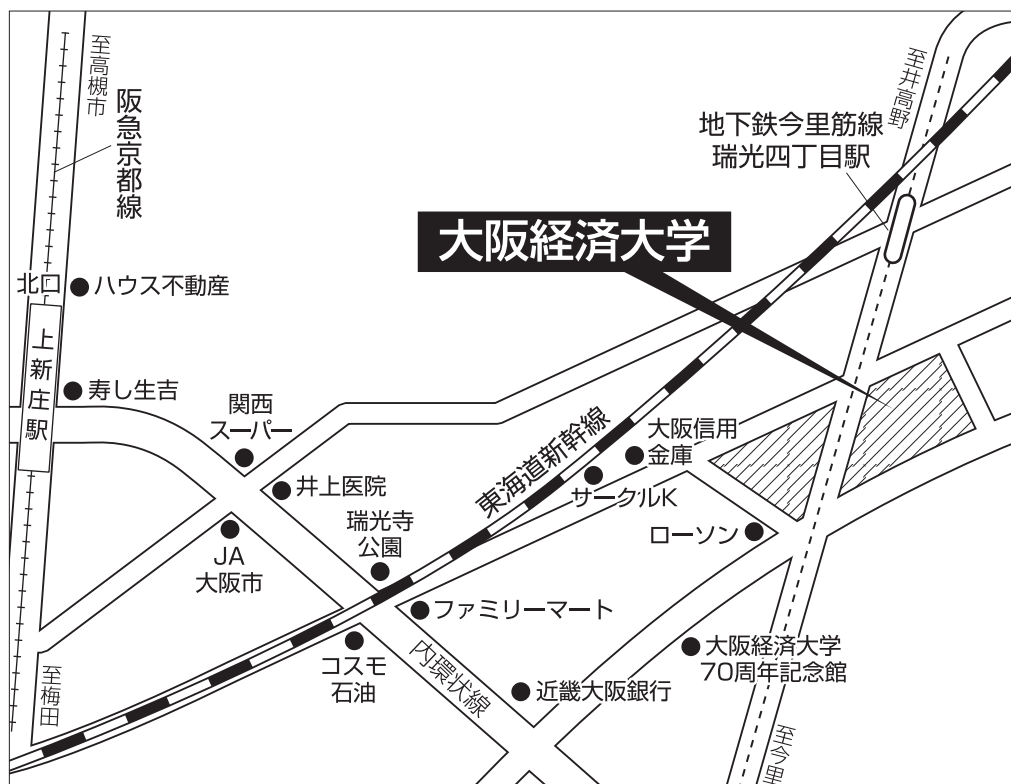 至高槻市
阪急京都線
至井高野
地下鉄今里筋線
瑞光四丁目駅
大阪経済大学
北口
ハウス不動産
上新庄駅
寿し生吉
関西
スーパー
東海道新幹線
大阪信用
金庫
サークルK
井上医院
瑞光寺
公園
ローソン
JA
大阪市
ファミリーマート
コスモ
石油
内環状線
大阪経済大学
70周年記念館
近畿大阪銀行
至梅田
至今里